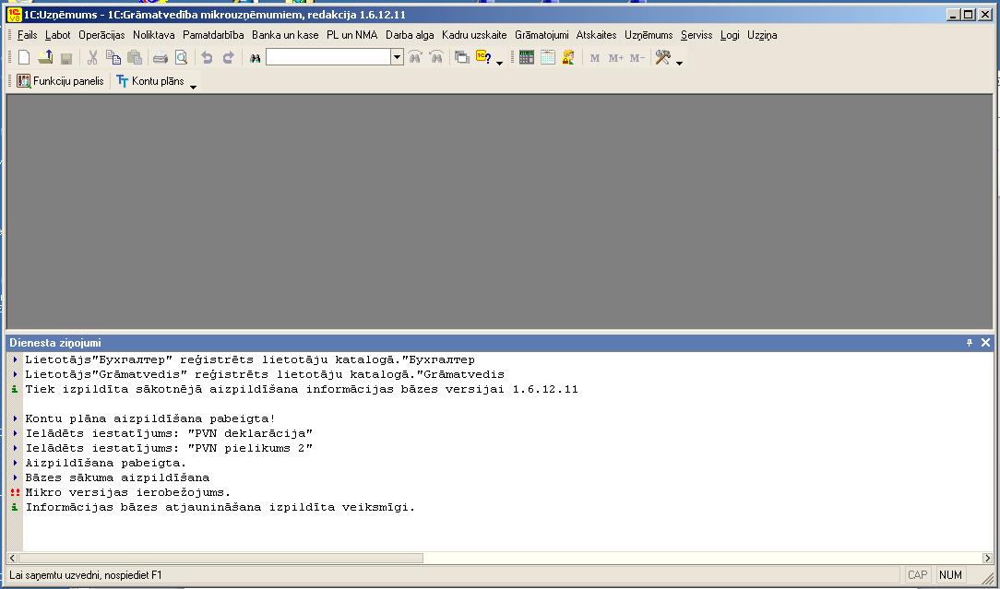 1C:Uzņēmums - 1C:Grāmatvedība mikrouzņēmumiem, redakcija 1.6.12.11
Fails Labot Operācijas Noliktava Pamatdarbība Banka un kase PL un NMA Darba alga Kadru uzskaite Grāmatojumi Atskaites Uzņēmums Serviss Logi Uzziņa
M M+ M-
Funkciju panelis Kontu plāns
Dienesta ziņojumi
Lietotājs"Бухгалтер" reģistrēts lietotāju katalogā."Бухгалтер
Lietotājs"Grāmatvedis" reģistrēts lietotāju katalogā."Grāmatvedis
Tiek izpildīta sākotnējā aizpildīšana informācijas bāzes versijai 1.6.12.11
Kontu plāna aizpildīšana pabeigta!
Ielādēts iestatījums: "PVN deklarācija"
Ielādēts iestatījums: "PVN pielikums 2"
Aizpildīšana pabeigta.
Bāzes sākuma aizpildīšana
Mikro versijas ierobežojums.
Informācijas bāzes atjaunināšana izpildīta veiksmīgi.
Lai saņemtu uzvedni, nospiediet F1 CAP NUM